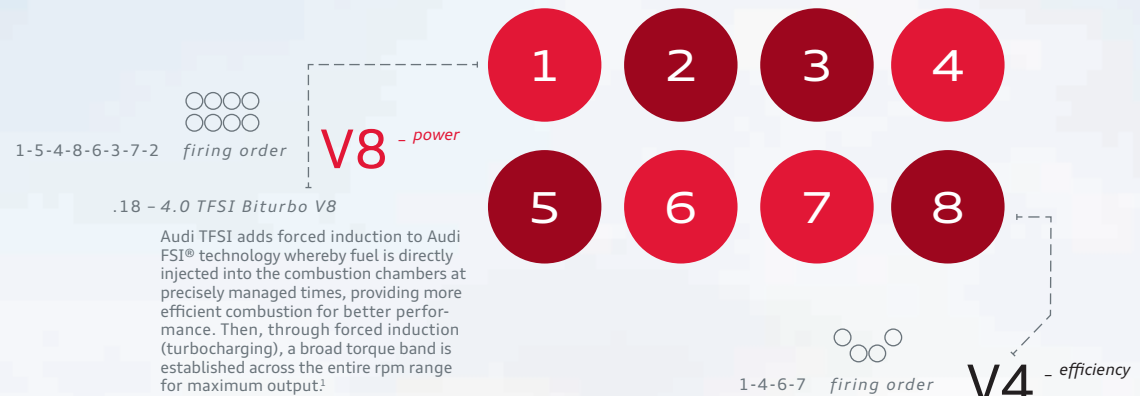 1 2 3 4
V8 – power
1-5-4-8-6-3-7-2 firing order
5 6 7 8
.18 – 4.0 TFSI Biturbo V8
Audi TFSI adds forced induction to Audi
FSI® technology whereby fuel is directly
injected into the combustion chambers at
precisely managed times, providing more
efficient combustion for better perfor-
mance. Then, through forced induction
(turbocharging), a broad torque band is
established across the entire rpm range
for maximum output.¹
1-4-6-7 firing order
V4 – efficiency